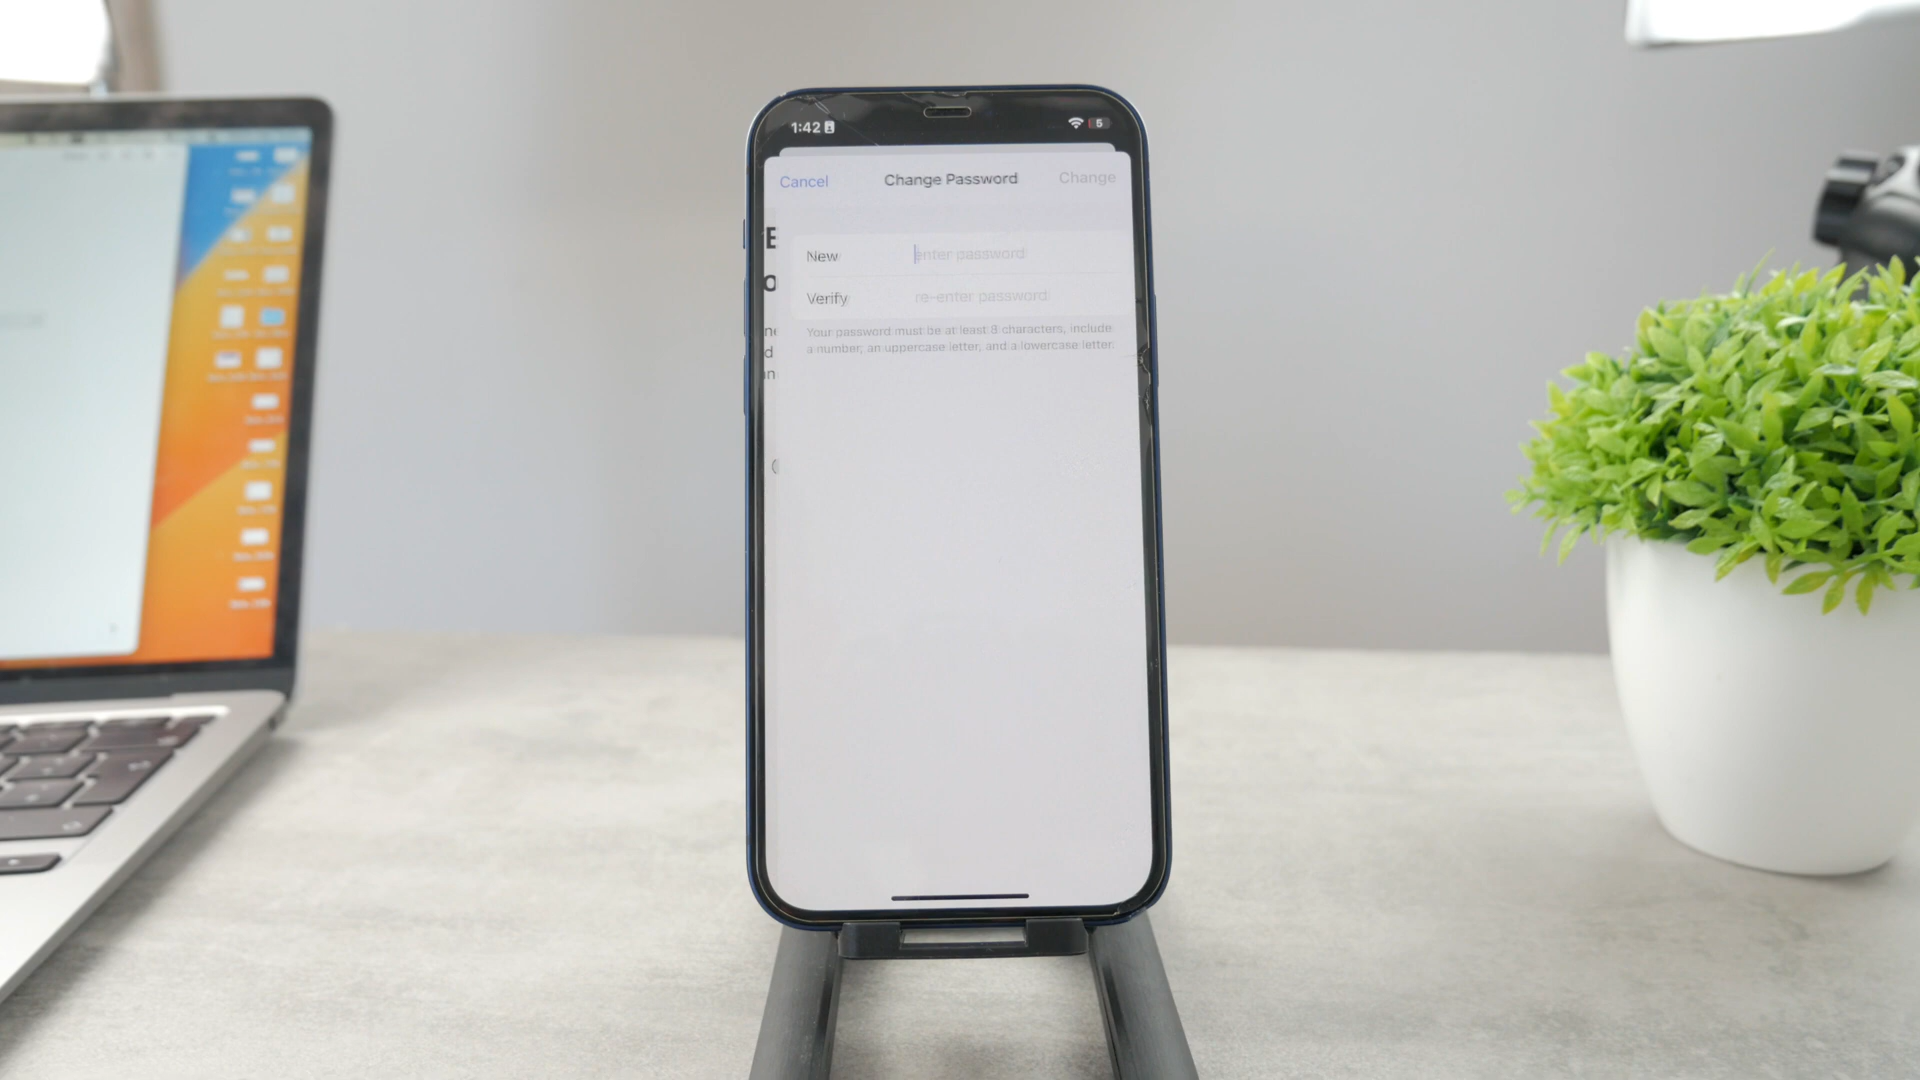 1:42
5
Cancel Change Password Change
New enter password
Verify re-enter password
Your password must be at least 8 characters, include
a number, an uppercase letter, and a lowercase letter.